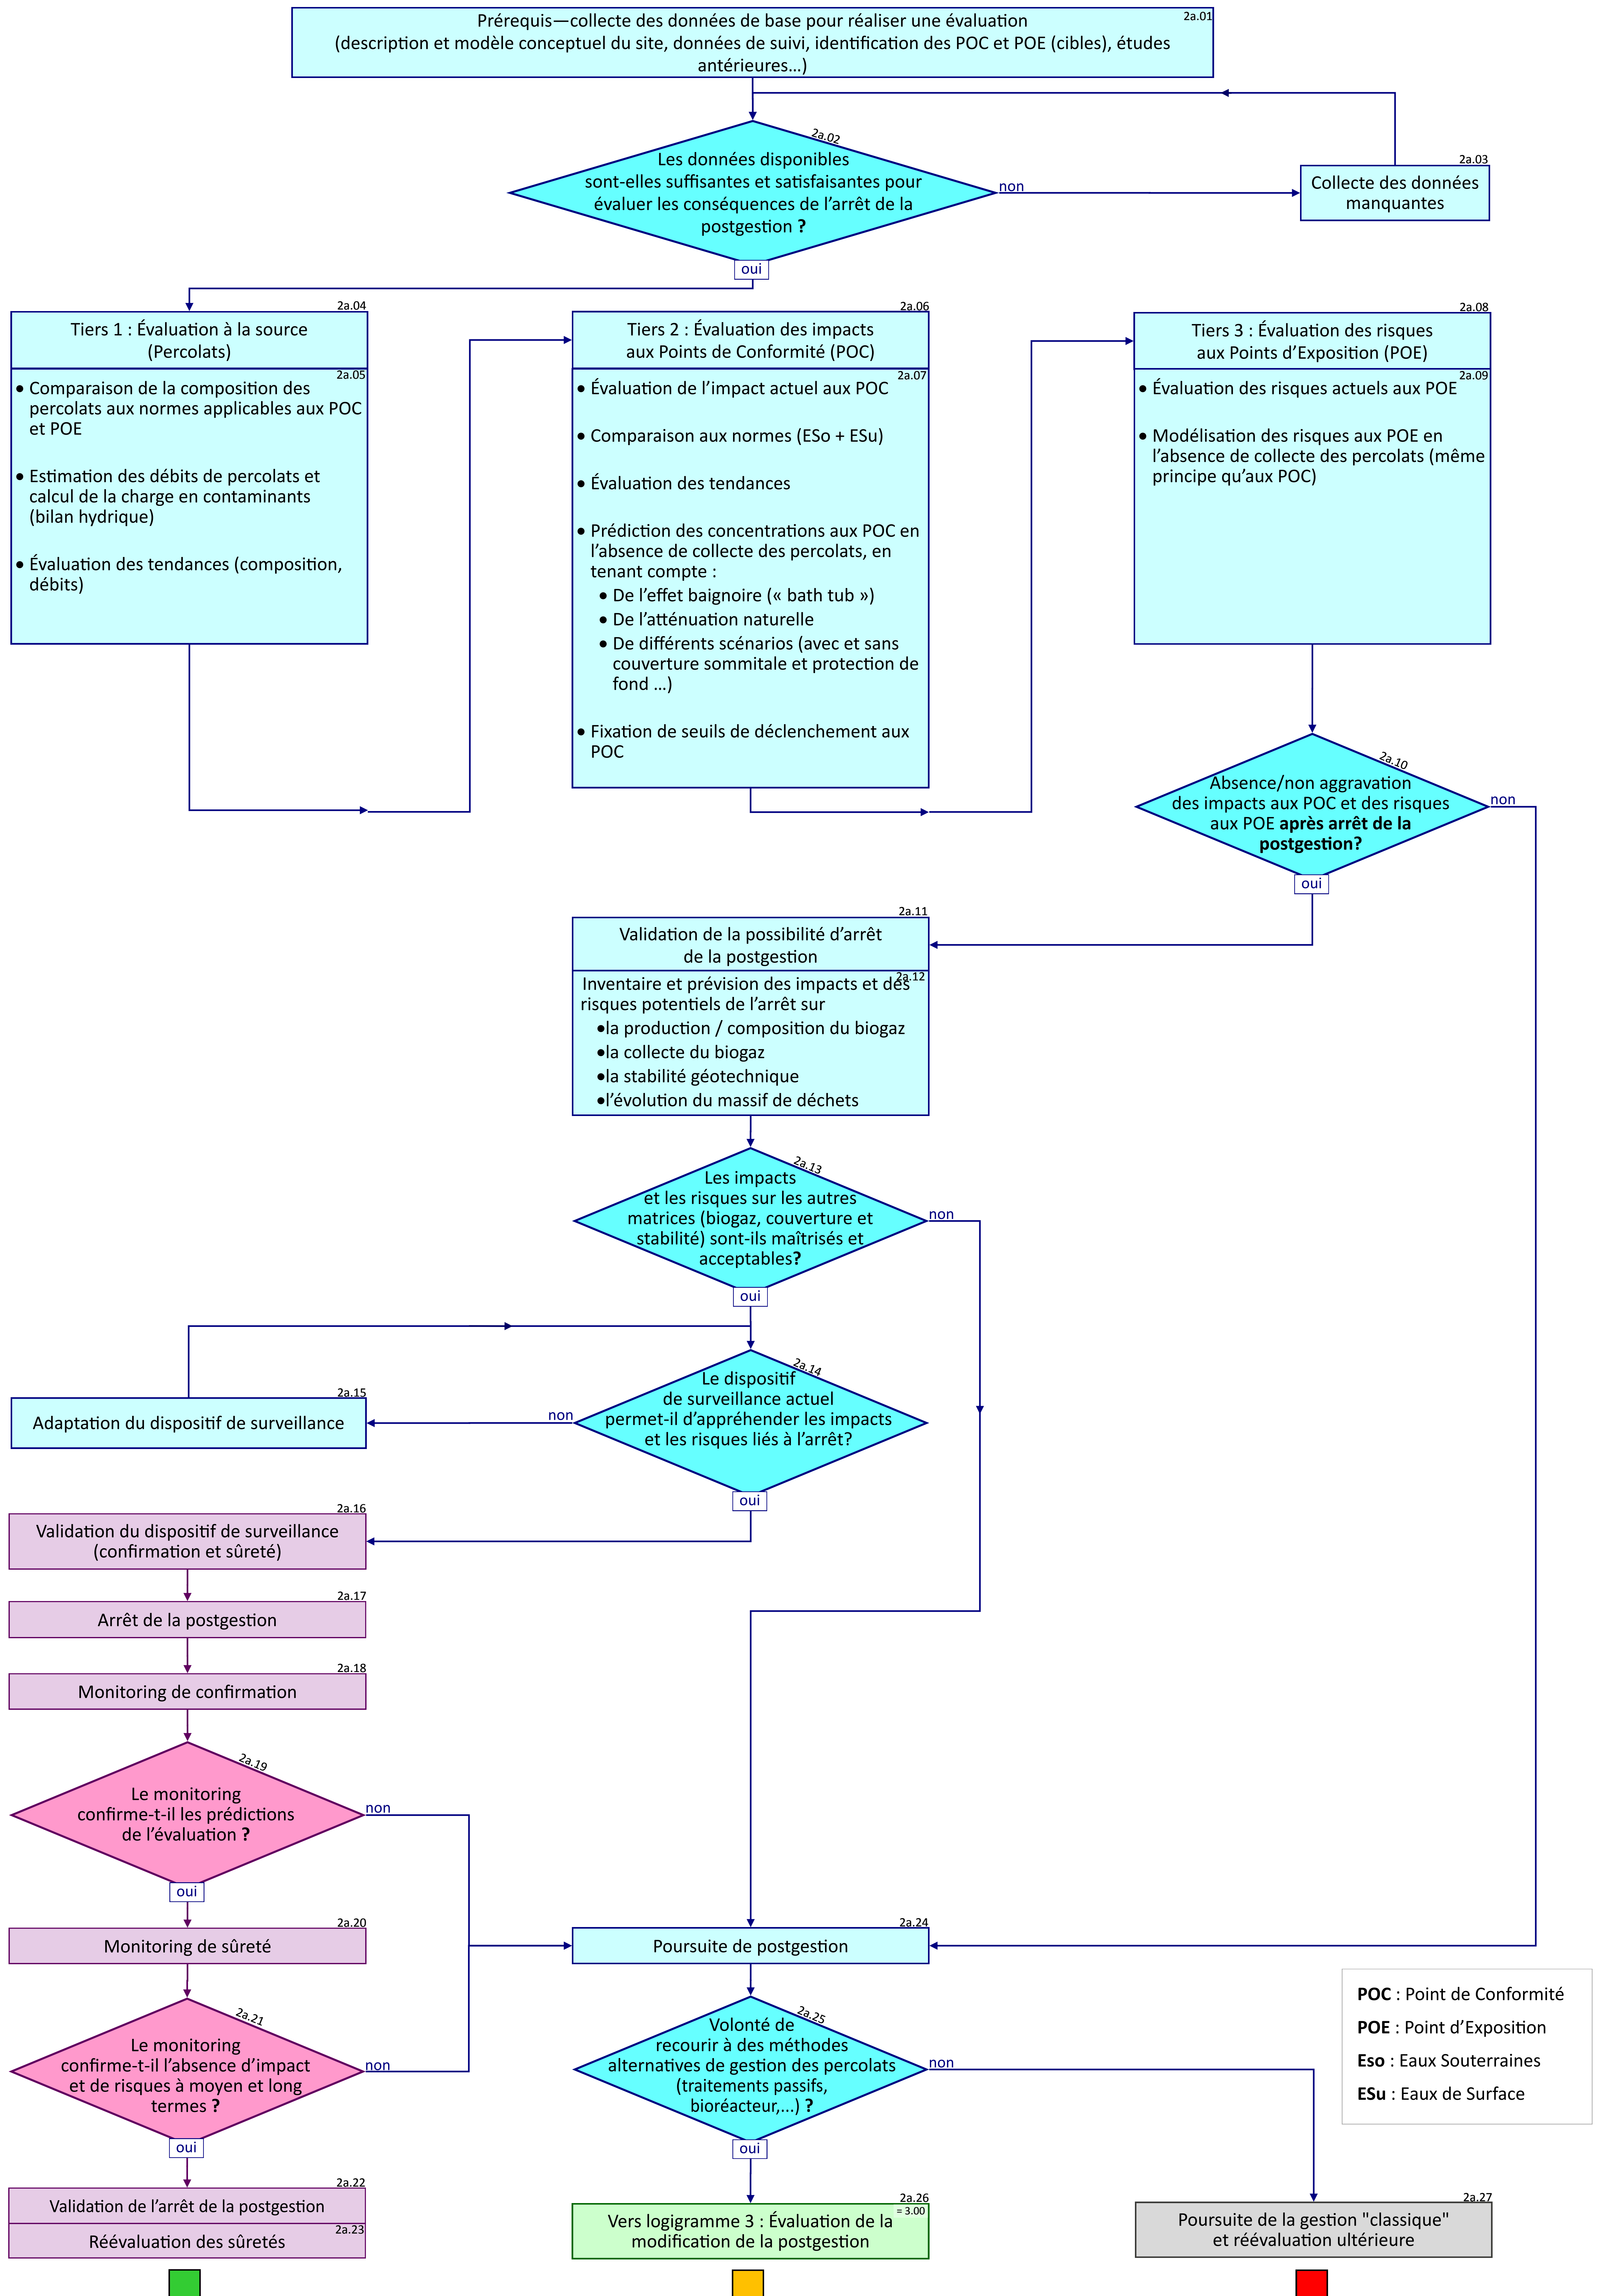 2a.01
Prérequis—collecte des données de base pour réaliser une évaluation
(description et modèle conceptuel du site, données de suivi, identification des POC et POE (cibles), études
antérieures…)
2a.02
Les données disponibles
sont-elles suffisantes et satisfaisantes pour
évaluer les conséquences de l’arrêt de la
postgestion ?
non
oui
2a.03
Collecte des données
manquantes
2a.04
Tiers 1 : Évaluation à la source
(Percolats)
2a.05
• Comparaison de la composition des
percolats aux normes applicables aux POC
et POE
• Estimation des débits de percolats et
calcul de la charge en contaminants
(bilan hydrique)
• Évaluation des tendances (composition,
débits)
2a.06
Tiers 2 : Évaluation des impacts
aux Points de Conformité (POC)
2a.07
• Évaluation de l’impact actuel aux POC
• Comparaison aux normes (ESo + ESu)
• Évaluation des tendances
• Prédiction des concentrations aux POC en
l’absence de collecte des percolats, en
tenant compte :
• De l’effet baignoire (« bath tub »)
• De l’atténuation naturelle
• De différents scénarios (avec et sans
couverture sommitale et protection de
fond …)
• Fixation de seuils de déclenchement aux
POC
2a.08
Tiers 3 : Évaluation des risques
aux Points d’Exposition (POE)
2a.09
• Évaluation des risques actuels aux POE
• Modélisation des risques aux POE en
l’absence de collecte des percolats (même
principe qu’aux POC)
2a.10
Absence/non aggravation
des impacts aux POC et des risques
aux POE après arrêt de la
postgestion?
non
oui
2a.11
Validation de la possibilité d’arrêt
de la postgestion
2a.12
Inventaire et prévision des impacts et des
risques potentiels de l’arrêt sur
•la production / composition du biogaz
•la collecte du biogaz
•la stabilité géotechnique
•l’évolution du massif de déchets
2a.13
Les impacts
et les risques sur les autres
matrices (biogaz, couverture et
stabilité) sont-ils maîtrisés et
acceptables?
non
oui
2a.14
Le dispositif
de surveillance actuel
permet-il d’appréhender les impacts
et les risques liés à l’arrêt?
non
oui
2a.15
Adaptation du dispositif de surveillance
2a.16
Validation du dispositif de surveillance
(confirmation et sûreté)
2a.17
Arrêt de la postgestion
2a.18
Monitoring de confirmation
2a.19
Le monitoring
confirme-t-il les prédictions
de l’évaluation ?
non
oui
2a.20
Monitoring de sûreté
2a.21
Le monitoring
confirme-t-il l’absence d’impact
et de risques à moyen et long
termes ?
non
oui
2a.22
Validation de l’arrêt de la postgestion
2a.23
Réévaluation des sûretés
2a.24
Poursuite de postgestion
2a.25
Volonté de
recourir à des méthodes
alternatives de gestion des percolats
(traitements passifs,
bioréacteur,...) ?
non
oui
2a.26
= 3.00
Vers logigramme 3 : Évaluation de la
modification de la postgestion
2a.27
Poursuite de la gestion "classique"
et réévaluation ultérieure
POC : Point de Conformité
POE : Point d’Exposition
Eso : Eaux Souterraines
ESu : Eaux de Surface